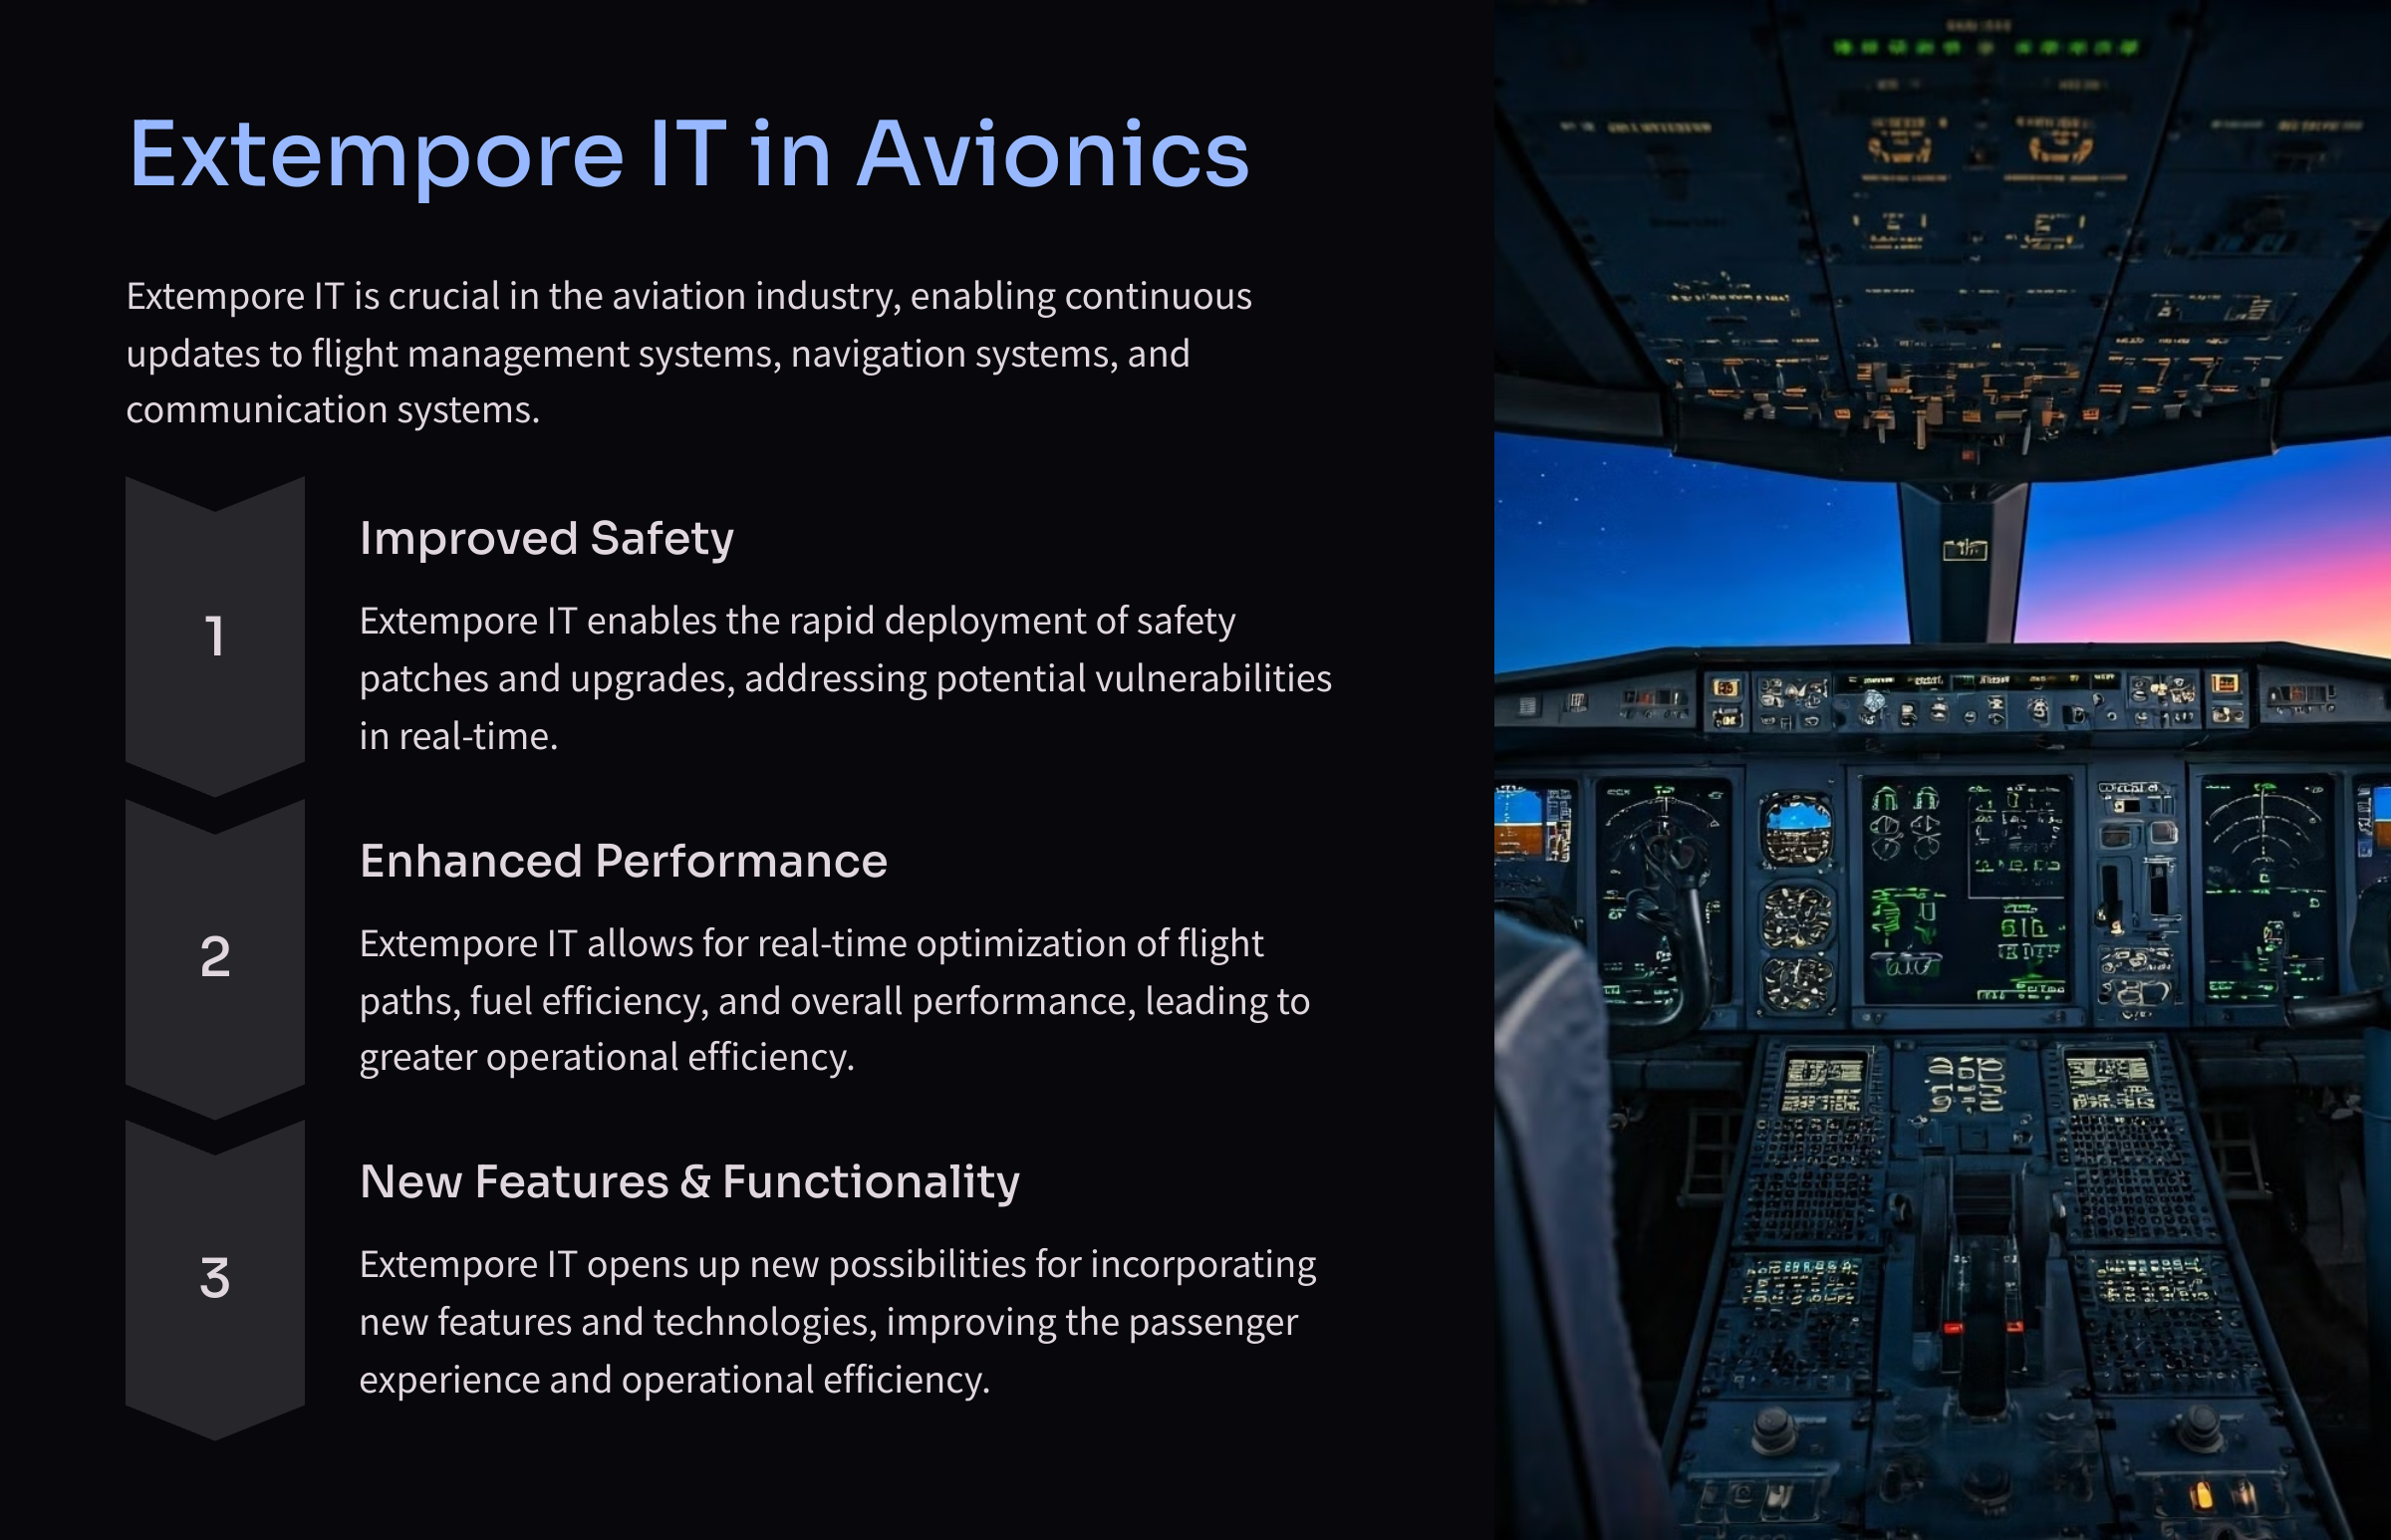 Extempore IT in Avionics
Extempore IT is crucial in the aviation industry, enabling continuous
updates to flight management systems, navigation systems, and
communication systems.
1
Improved Safety
Extempore IT enables the rapid deployment of safety
patches and upgrades, addressing potential vulnerabilities
in real-time.
2
Enhanced Performance
Extempore IT allows for real-time optimization of flight
paths, fuel efficiency, and overall performance, leading to
greater operational efficiency.
3
New Features & Functionality
Extempore IT opens up new possibilities for incorporating
new features and technologies, improving the passenger
experience and operational efficiency.